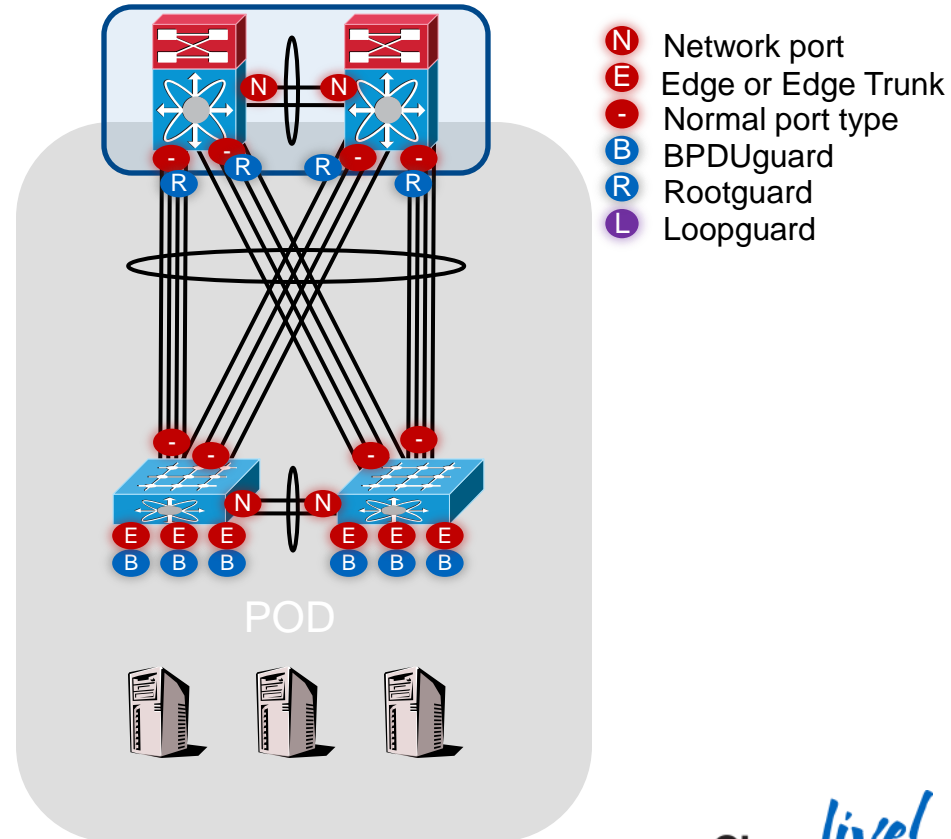 N N
- - - -
R R R R
- - - -
N N
E E E E E E
B B B B B B
POD
N Network port
E Edge or Edge Trunk
- Normal port type
B BPDUguard
R Rootguard
L Loopguard
live!